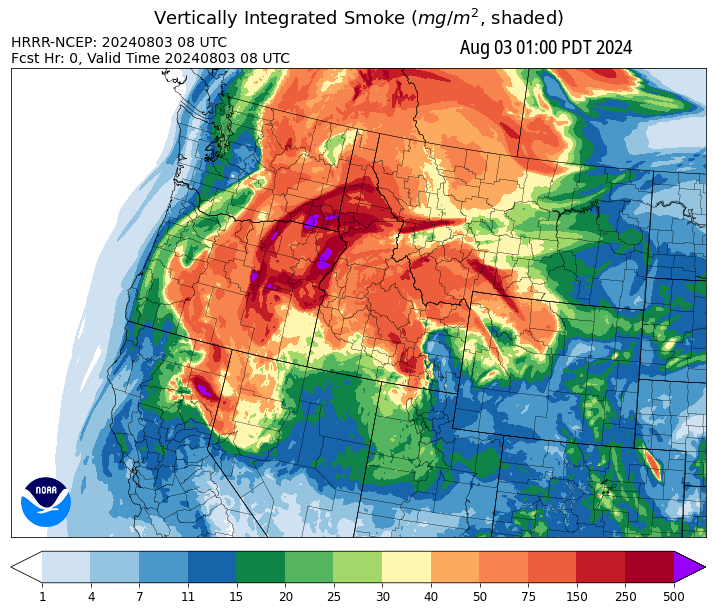 Vertically Integrated Smoke (mg/m², shaded)
HRRR-NCEP: 20240803 08 UTC
Aug 03 01:00 PDT 2024
Fcst Hr: 0, Valid Time 20240803 08 UTC
NOAA
1 4 7 11 15 20 25 30 40 50 75 150 250 500